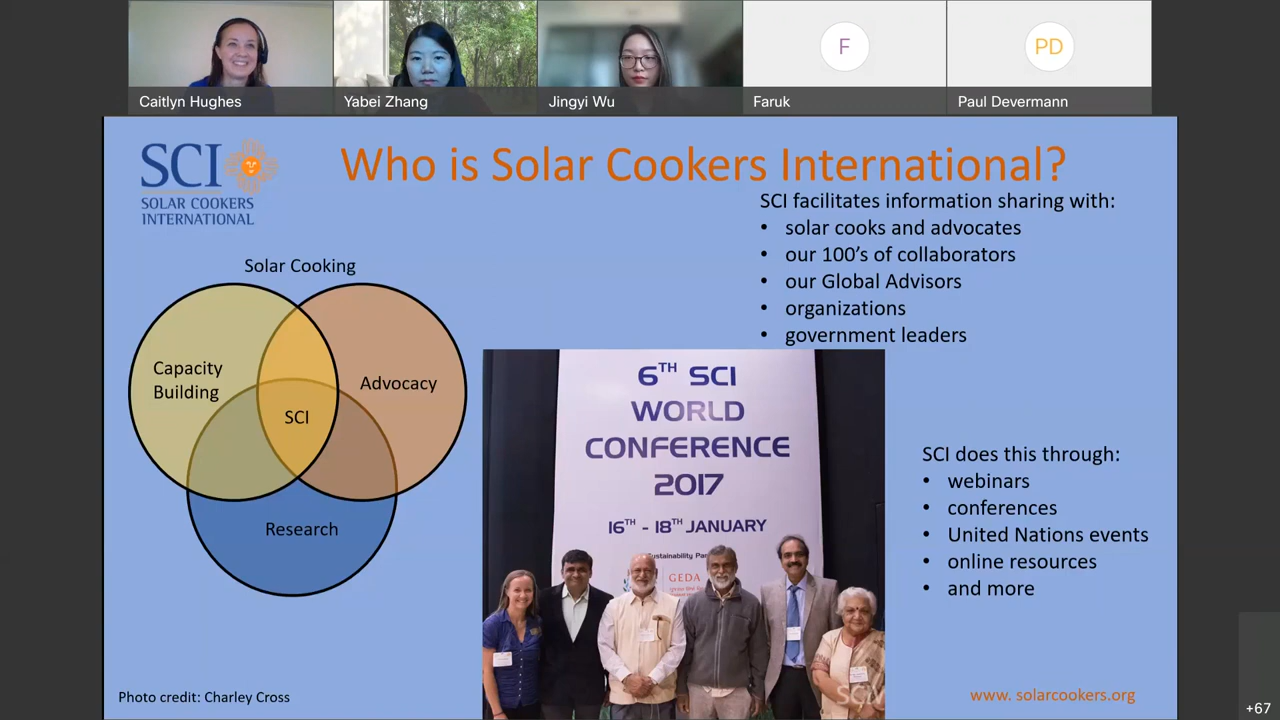 F
PD
Caitlyn Hughes
Yabei Zhang
Jingyi Wu
Faruk
Paul Devermann
SCI
SOLAR COOKERS
INTERNATIONAL
Who is Solar Cookers International?
SCI facilitates information sharing with:
• solar cooks and advocates
• our 100's of collaborators
• our Global Advisors
• organizations
• government leaders
Solar Cooking
Capacity
Building
Advocacy
SCI
Research
6TH SCI
WORLD
CONFERENCE
2017
16TH - 18TH JANUARY
GEDA
SCI does this through:
• webinars
• conferences
• United Nations events
• online resources
• and more
Photo credit: Charley Cross
www. solarcookers.org
+67